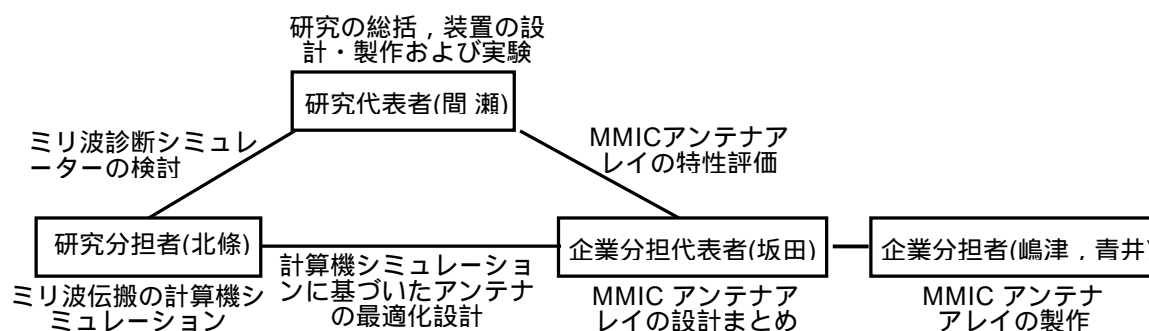 研究の総括，装置の設
計・製作および実験
研究代表者(間 瀬)
ミリ波診断シミュレ
ーターの検討
MMICアンテナア
レイの特性評価
研究分担者(北條)
企業分担代表者(坂田)
企業分担者(嶋津，青井)
ミリ波伝搬の計算機シ
ミュレーション
計算機シミュレーショ
ンに基づいたアンテナ
の最適化設計
MMIC アンテナア
レイの設計まとめ
MMIC アンテナ
アレイの製作